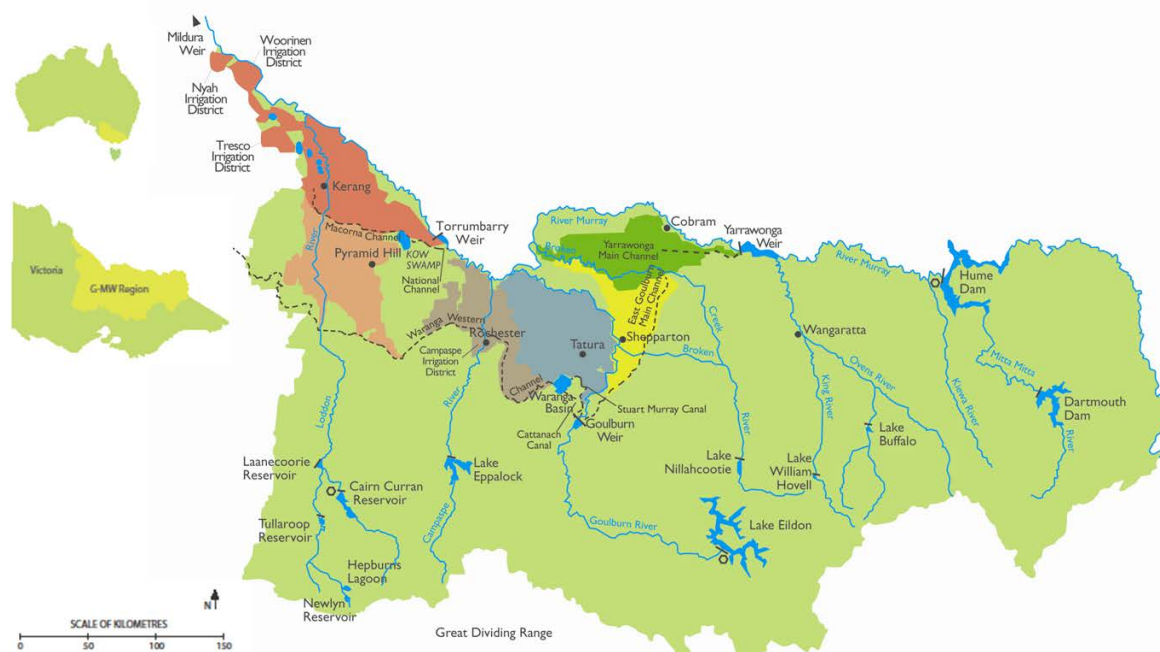 Mildura
Weir
Woorinen
Irrigation
District
Nyah
Irrigation
District
Tresco
Irrigation
District
Kerang
Macorna Channel
Torrumbarry
Weir
Pyramid Hill
KOW
SWAMP
National
Channel
River
Loddon
Waranga Western
Channel
Rochester
Campaspe
Irrigation
District
River
Campaspe
River Murray
Cobram
Broken
Yarrawonga
Main Channel
Yarrawonga
Weir
East Goulburn
Main Channel
Creek
Shepparton
Broken
River
Tatura
Waranga
Basin
Stuart Murray Canal
Cattanach
Canal
Goulburn
Weir
River Murray
Hume
Dam
Wangaratta
Ovens River
King River
Kiewa River
Mitta Mitta
River
Dartmouth
Dam
Lake
Buffalo
Lake
William
Hovell
Lake
Nillahcootie
Lake Eildon
Goulburn River
Laanecoorie
Reservoir
Cairn Curran
Reservoir
Lake
Eppalock
Tullaroop
Reservoir
Hepburns
Lagoon
Newlyn
Reservoir
Great Dividing Range
Victoria
G-MW Region
N
SCALE OF KILOMETRES
0 50 100 150